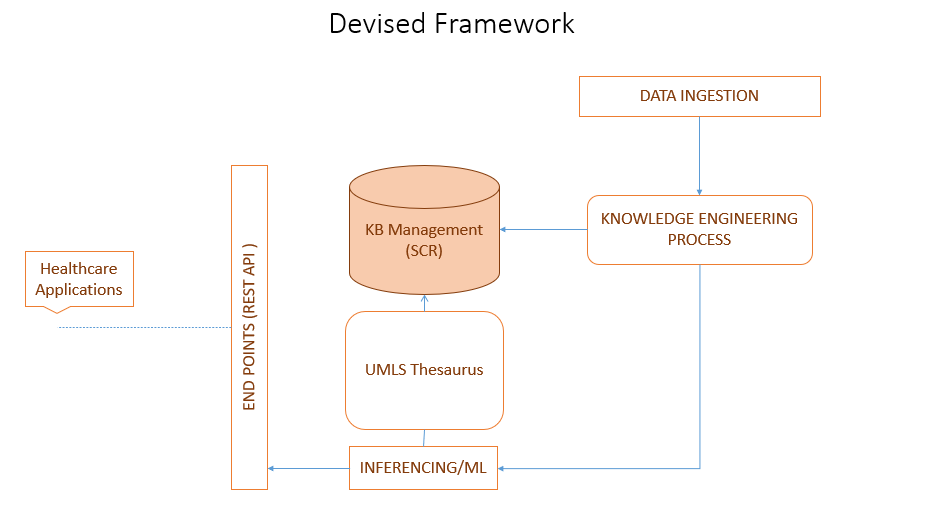 Devised Framework
DATA INGESTION
KNOWLEDGE ENGINEERING
PROCESS
KB Management
(SCR)
Healthcare
Applications
END POINTS (REST API )
UMLS Thesaurus
INFERENCING/ML